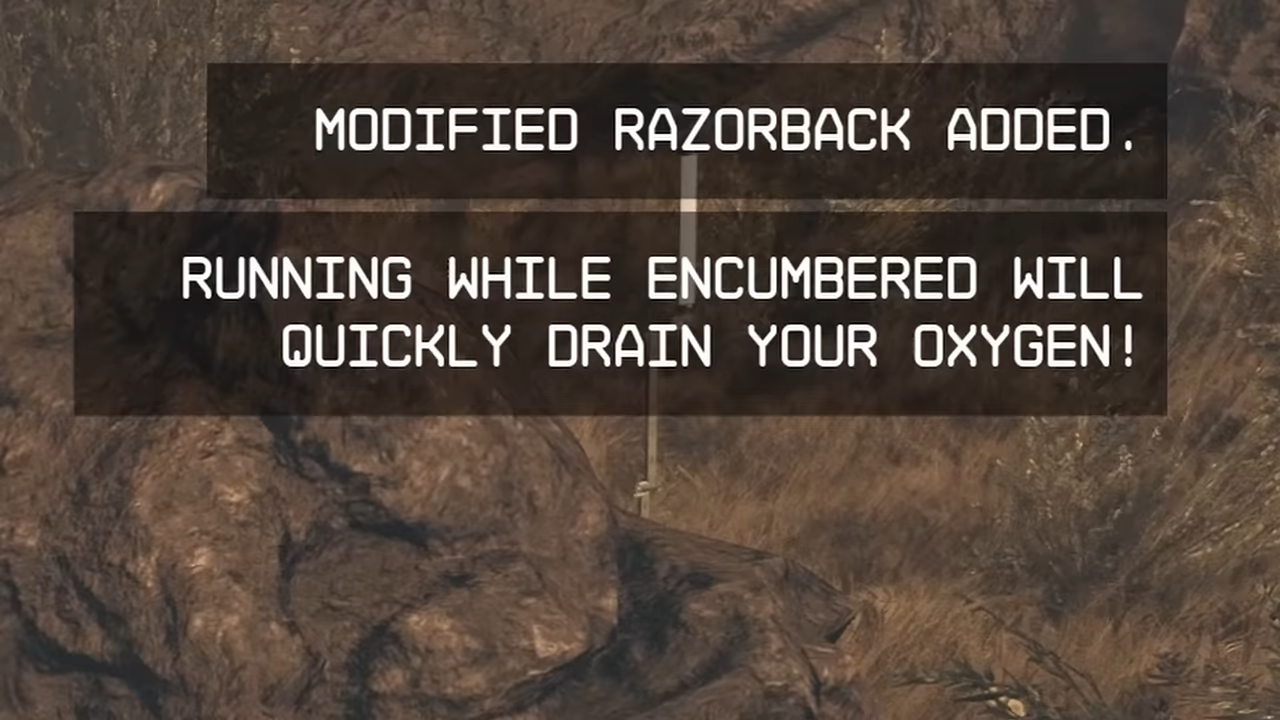 MODIFIED RAZORBACK ADDED.
RUNNING WHILE ENCUMBERED WILL
QUICKLY DRAIN YOUR OXYGEN!